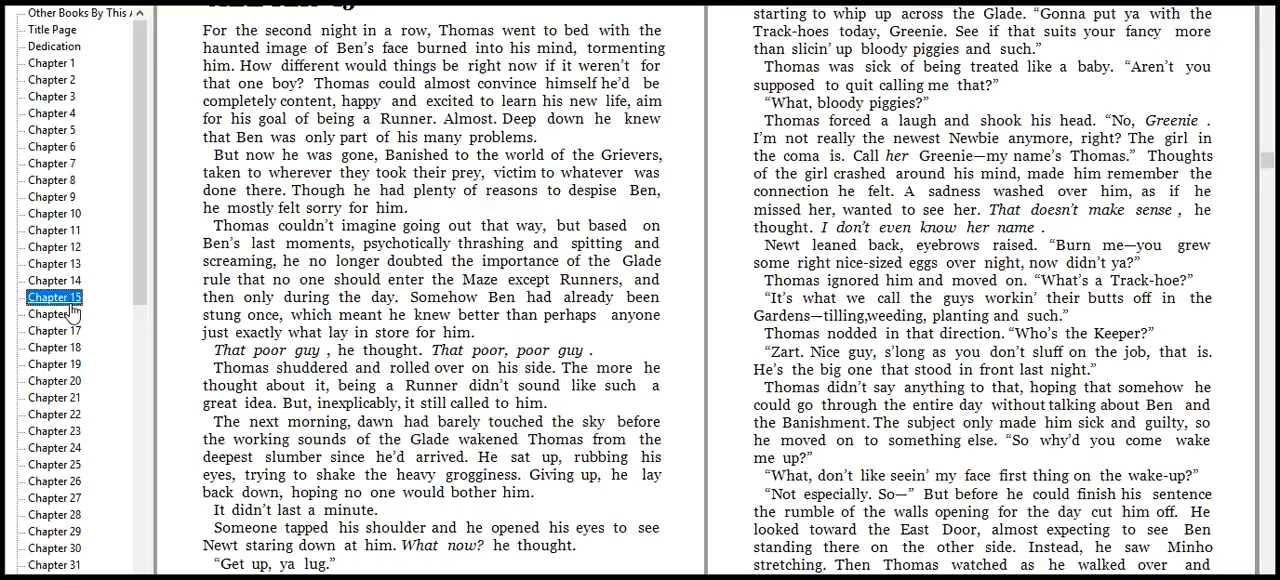 Other Books By This A
Title Page
Dedication
Chapter 1
Chapter 2
Chapter 3
Chapter 4
Chapter 5
Chapter 6
Chapter 7
Chapter 8
Chapter 9
Chapter 10
Chapter 11
Chapter 12
Chapter 13
Chapter 14
Chapter 15
Chapter
Chapter 17
Chapter 18
Chapter 19
Chapter 20
Chapter 21
Chapter 22
Chapter 23
Chapter 24
Chapter 25
Chapter 26
Chapter 27
Chapter 28
Chapter 29
Chapter 30
Chapter 31
For the second night in a row, Thomas went to bed with the
haunted image of Ben’s face burned into his mind, tormenting
him. How different would things be right now if it weren’t for
that one boy? Thomas could almost convince himself he’d be
completely content, happy and excited to learn his new life, aim
for his goal of being a Runner. Almost. Deep down he knew
that Ben was only part of his many problems.
But now he was gone, Banished to the world of the Grievers,
taken to wherever they took their prey, victim to whatever was
done there. Though he had plenty of reasons to despise Ben,
he mostly felt sorry for him.
Thomas couldn’t imagine going out that way, but based on
Ben’s last moments, psychotically thrashing and spitting and
screaming, he no longer doubted the importance of the Glade
rule that no one should enter the Maze except Runners, and
then only during the day. Somehow Ben had already been
stung once, which meant he knew better than perhaps anyone
just exactly what lay in store for him.
That poor guy , he thought. That poor, poor guy .
Thomas shuddered and rolled over on his side. The more he
thought about it, being a Runner didn’t sound like such a
great idea. But, inexplicably, it still called to him.
The next morning, dawn had barely touched the sky before
the working sounds of the Glade wakened Thomas from the
deepest slumber since he’d arrived. He sat up, rubbing his
eyes, trying to shake the heavy grogginess. Giving up, he lay
back down, hoping no one would bother him.
It didn’t last a minute.
Someone tapped his shoulder and he opened his eyes to see
Newt staring down at him. What now? he thought.
“Get up, ya lug.”
starting to whip up across the Glade. “Gonna put ya with the
Track-hoes today, Greenie. See if that suits your fancy more
than slicin’ up bloody piggies and such.”
Thomas was sick of being treated like a baby. “Aren’t you
supposed to quit calling me that?”
“What, bloody piggies?”
Thomas forced a laugh and shook his head. “No, Greenie .
I’m not really the newest Newbie anymore, right? The girl in
the coma is. Call her Greenie—my name’s Thomas.” Thoughts
of the girl crashed around his mind, made him remember the
connection he felt. A sadness washed over him, as if he
missed her, wanted to see her. That doesn’t make sense , he
thought. I don’t even know her name .
Newt leaned back, eyebrows raised. “Burn me—you grew
some right nice-sized eggs over night, now didn’t ya?”
Thomas ignored him and moved on. “What’s a Track-hoe?”
“It’s what we call the guys workin’ their butts off in the
Gardens—tilling,weeding, planting and such.”
Thomas nodded in that direction. “Who’s the Keeper?”
“Zart. Nice guy, s’long as you don’t sluff on the job, that is.
He’s the big one that stood in front last night.”
Thomas didn’t say anything to that, hoping that somehow he
could go through the entire day without talking about Ben and
the Banishment. The subject only made him sick and guilty, so
he moved on to something else. “So why’d you come wake
me up?”
“What, don’t like seein’ my face first thing on the wake-up?”
“Not especially. So—” But before he could finish his sentence
the rumble of the walls opening for the day cut him off. He
looked toward the East Door, almost expecting to see Ben
standing there on the other side. Instead, he saw Minho
stretching. Then Thomas watched as he walked over and